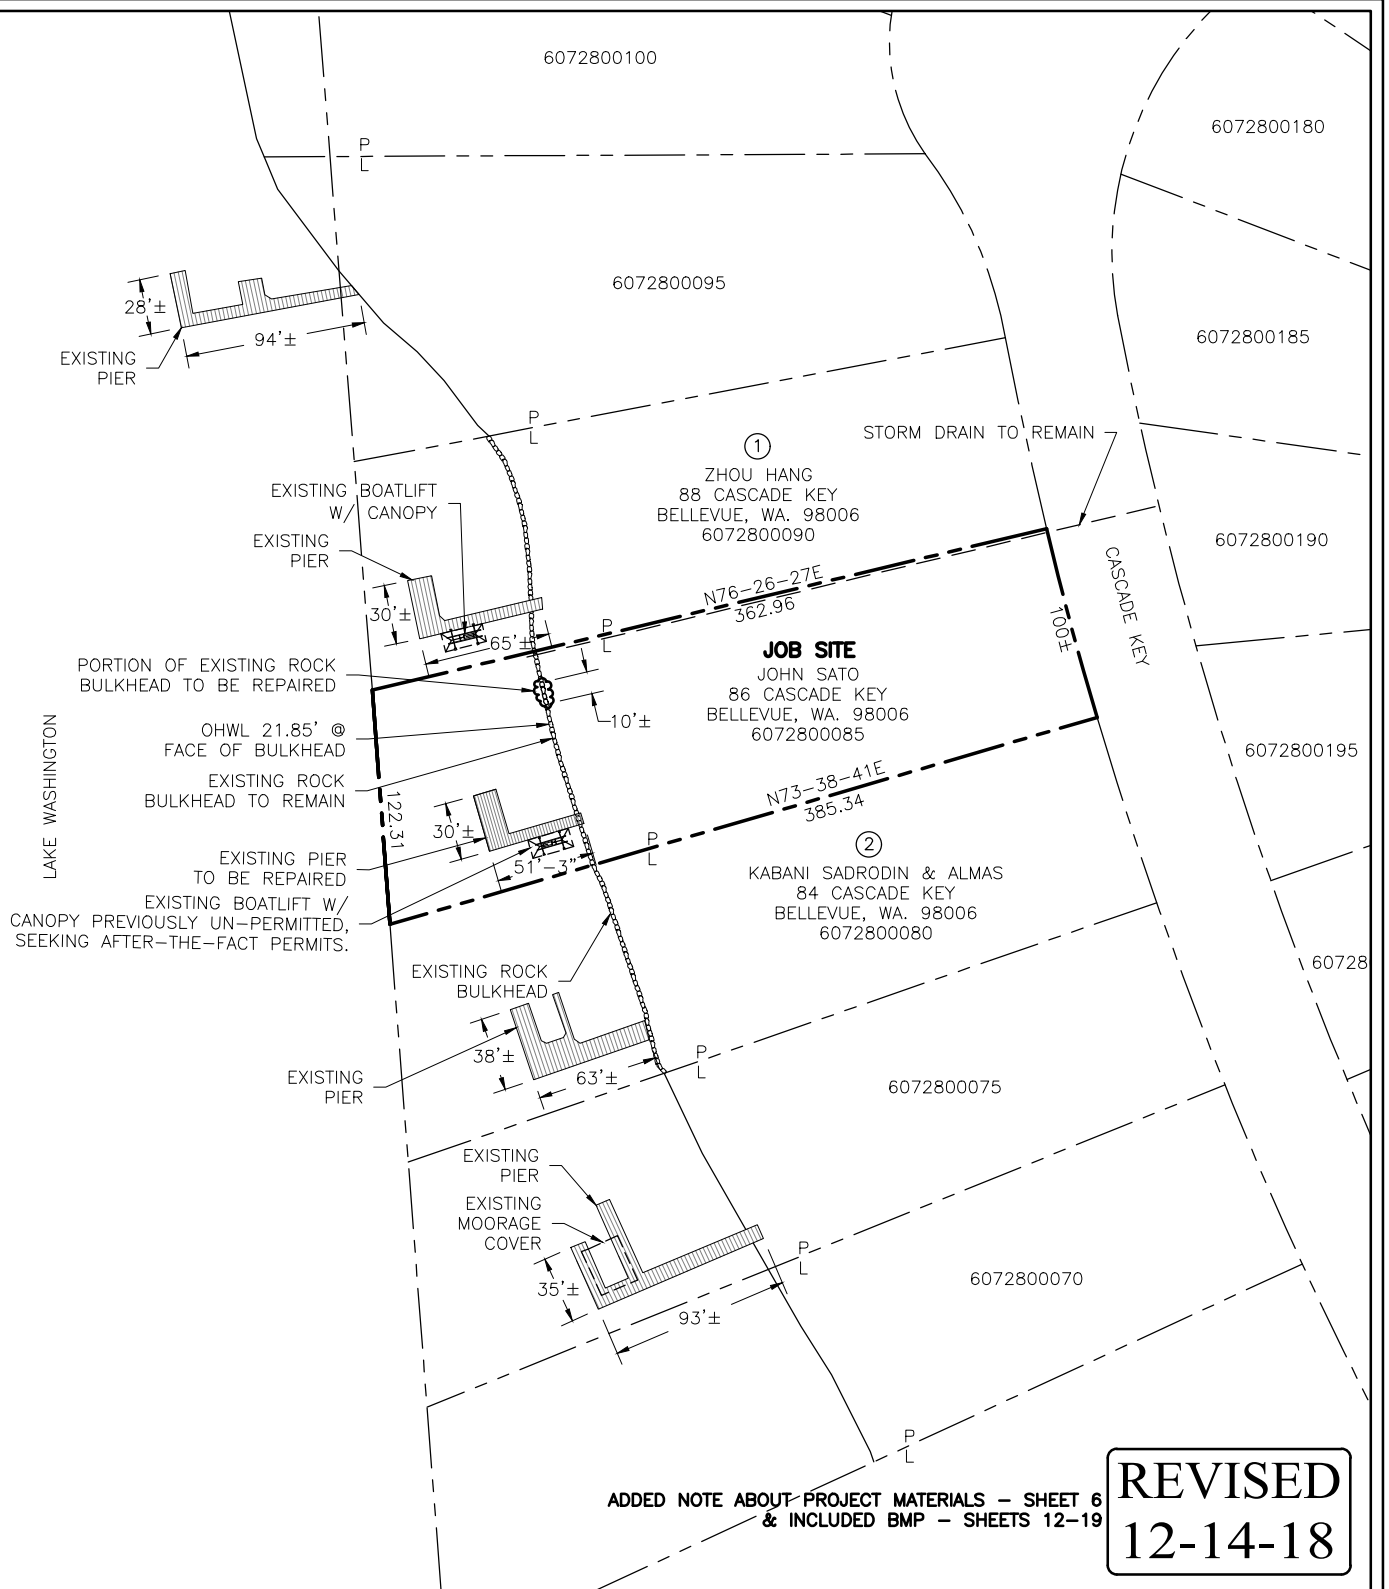 6072800100
6072800180
P
L
6072800095
28'±
94'±
EXISTING
PIER
6072800185
P
L
STORM DRAIN TO REMAIN
1
ZHOU HANG
88 CASCADE KEY
BELLEVUE, WA. 98006
6072800090
EXISTING BOATLIFT
W/ CANOPY
EXISTING
PIER
6072800190
CASCADE KEY
N76-26-27E
362.96
30'±
65'±
P
L
100±
JOB SITE
JOHN SATO
86 CASCADE KEY
BELLEVUE, WA. 98006
6072800085
PORTION OF EXISTING ROCK
BULKHEAD TO BE REPAIRED
10'±
OHWL 21.85' @
FACE OF BULKHEAD
LAKE WASHINGTON
6072800195
EXISTING ROCK
BULKHEAD TO REMAIN
122.31
N73-38-41E
385.34
30'±
51'-3"
P
L
EXISTING PIER
TO BE REPAIRED
2
KABANI SADRODIN & ALMAS
84 CASCADE KEY
BELLEVUE, WA. 98006
6072800080
EXISTING BOATLIFT W/
CANOPY PREVIOUSLY UN-PERMITTED,
SEEKING AFTER-THE-FACT PERMITS.
EXISTING ROCK
BULKHEAD
60728
38'±
63'±
P
L
EXISTING
PIER
6072800075
EXISTING
PIER
EXISTING
MOORAGE
COVER
35'±
93'±
P
L
6072800070
P
L
ADDED NOTE ABOUT PROJECT MATERIALS - SHEET 6
& INCLUDED BMP - SHEETS 12-19
REVISED
12-14-18